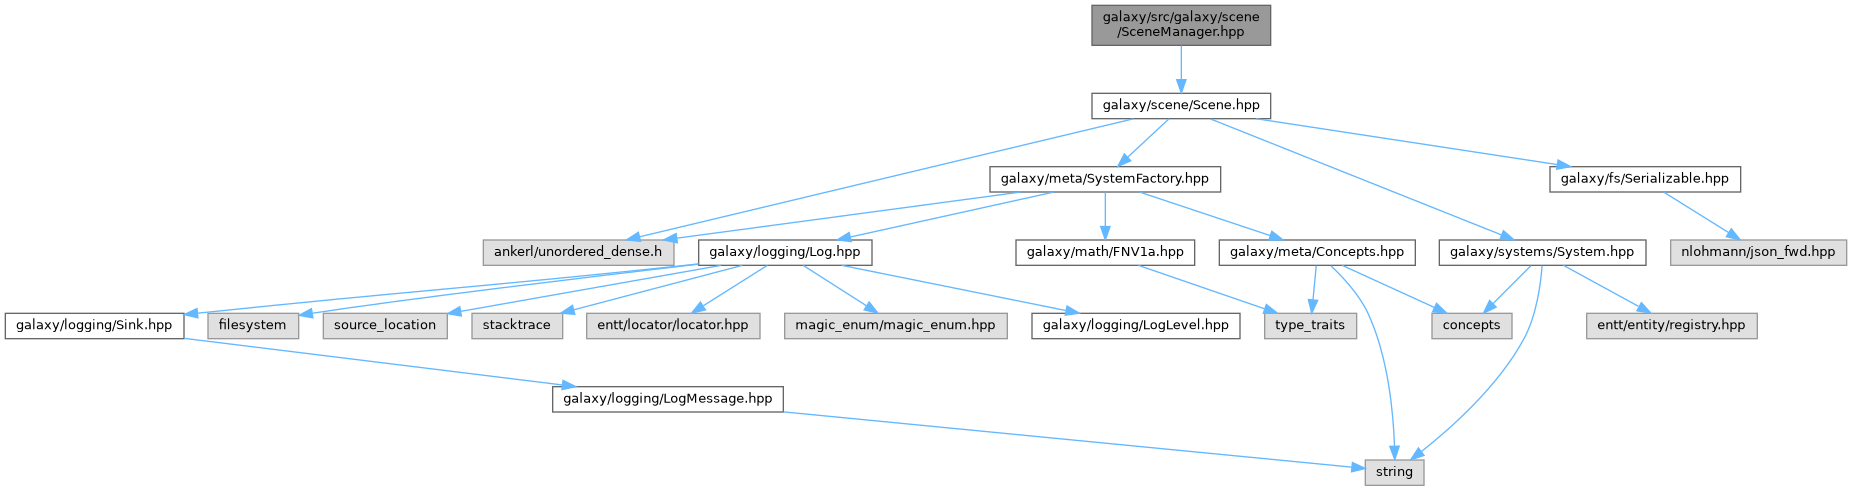 galaxy/src/galaxy/scene
/SceneManager.hpp
galaxy/scene/Scene.hpp
galaxy/meta/SystemFactory.hpp
galaxy/fs/Serializable.hpp
ankerl/unordered_dense.h
galaxy/logging/Log.hpp
galaxy/math/FNV1a.hpp
galaxy/meta/Concepts.hpp
galaxy/systems/System.hpp
nlohmann/json_fwd.hpp
galaxy/logging/Sink.hpp
filesystem
source_location
stacktrace
entt/locator/locator.hpp
magic_enum/magic_enum.hpp
galaxy/logging/LogLevel.hpp
type_traits
concepts
entt/entity/registry.hpp
galaxy/logging/LogMessage.hpp
string